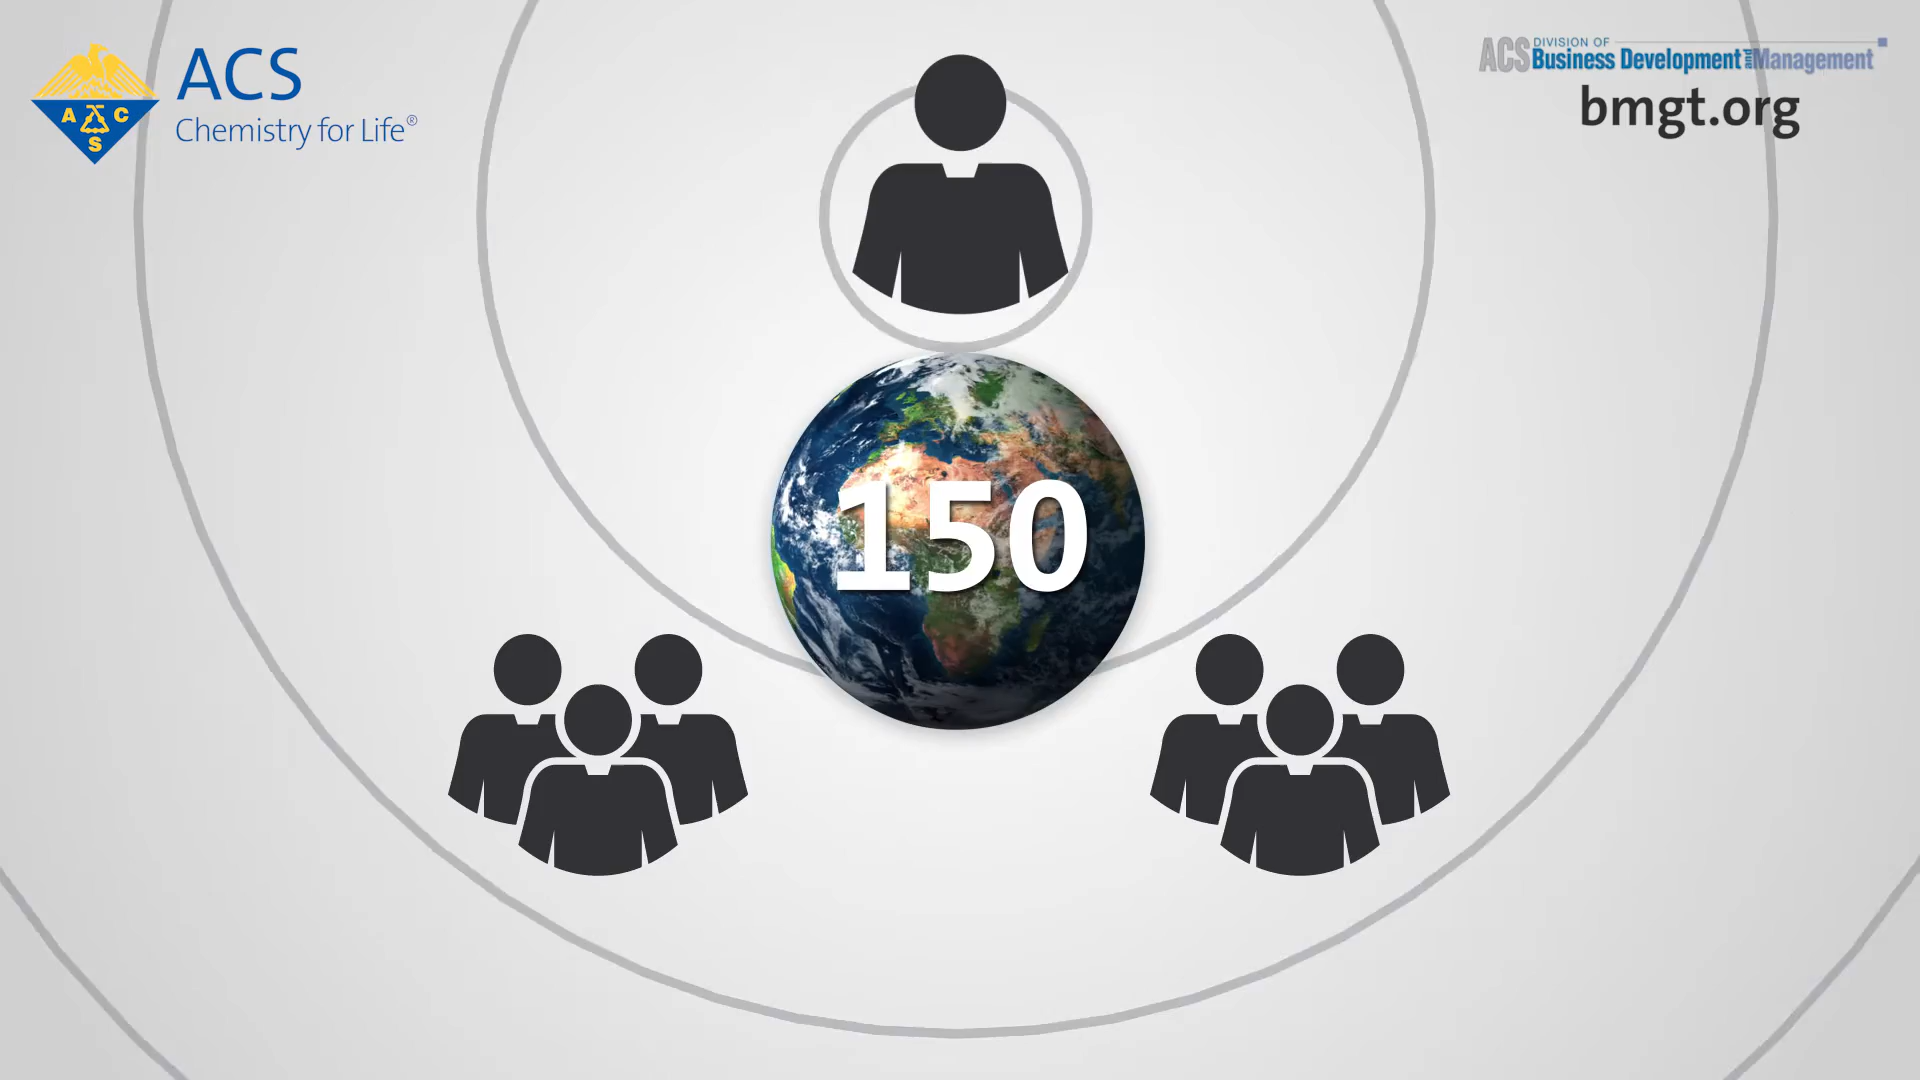 A C
S
ACS
Chemistry for Life®
ACS DIVISION OF
Business Development and Management
bmgt.org
150